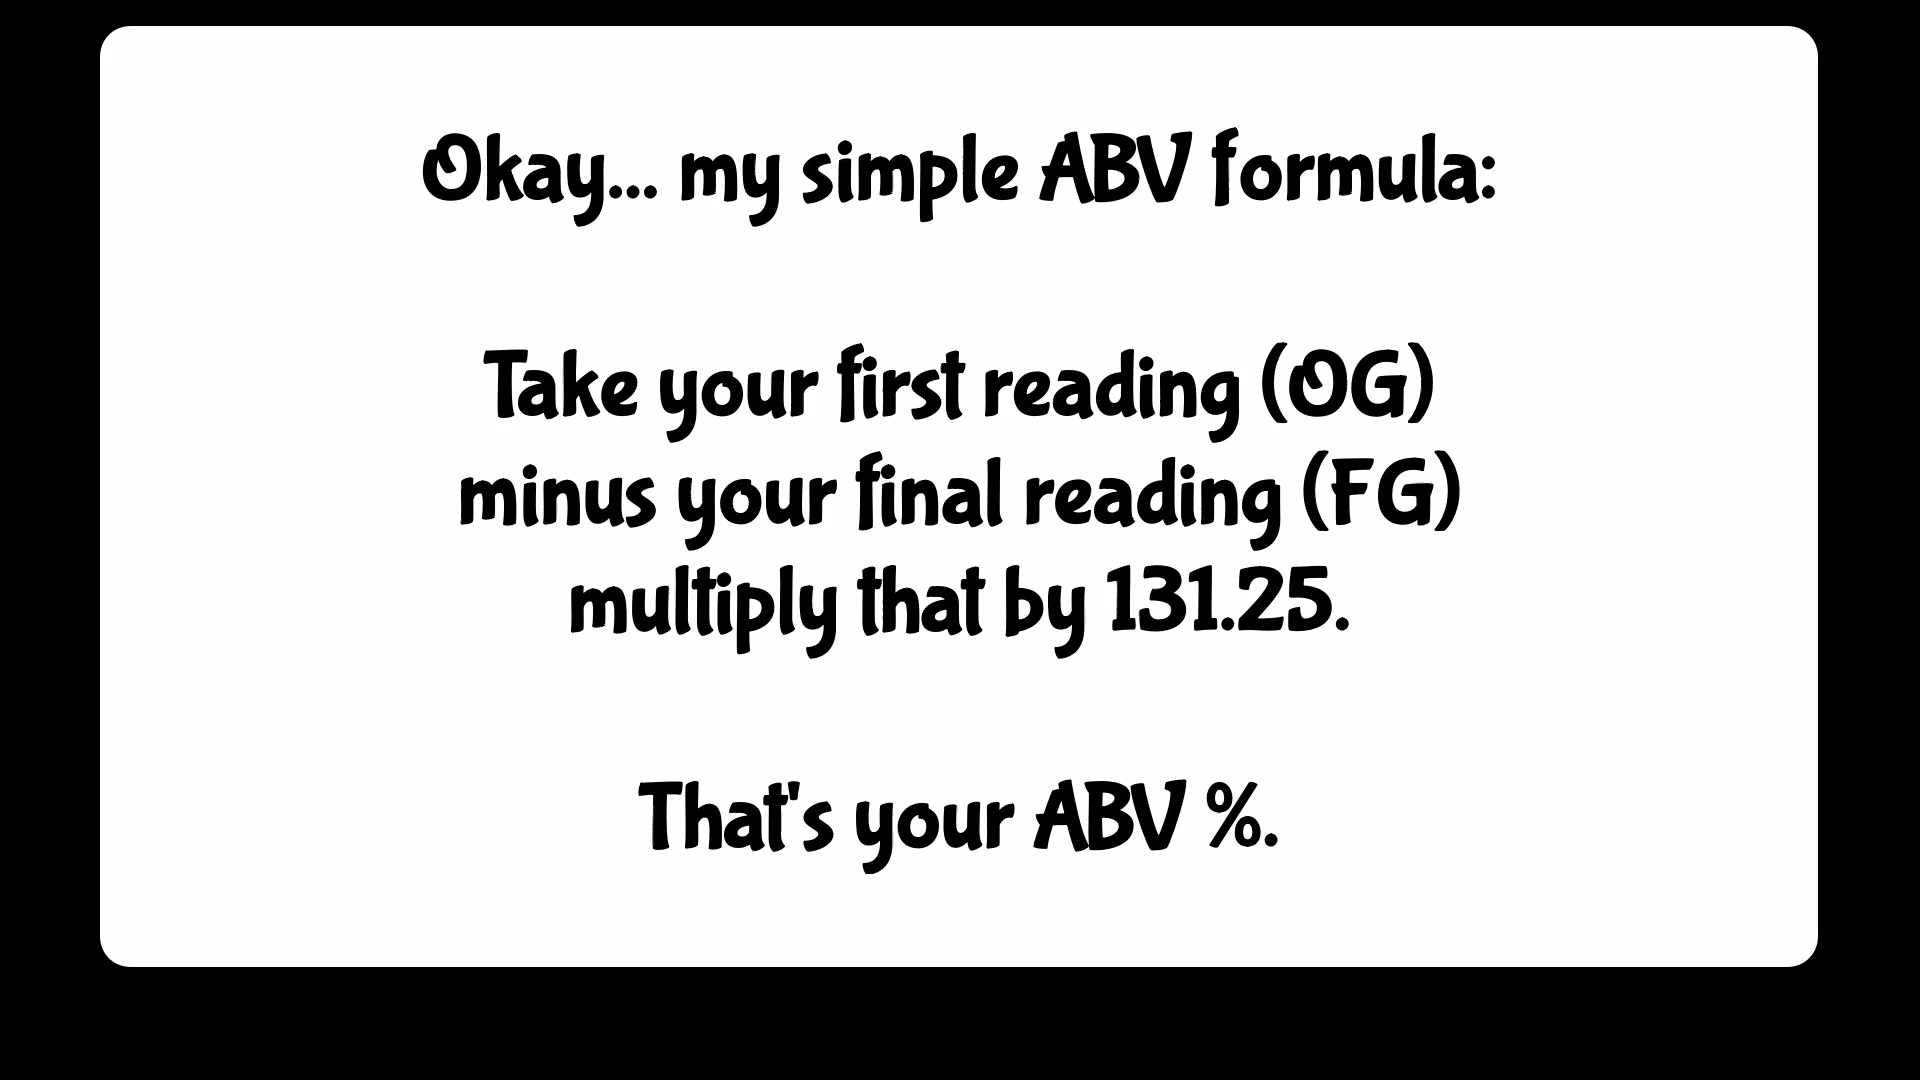 Okay... my simple ABV formula:
Take your first reading (OG)
minus your final reading (FG)
multiply that by 131.25.
That's your ABV %.